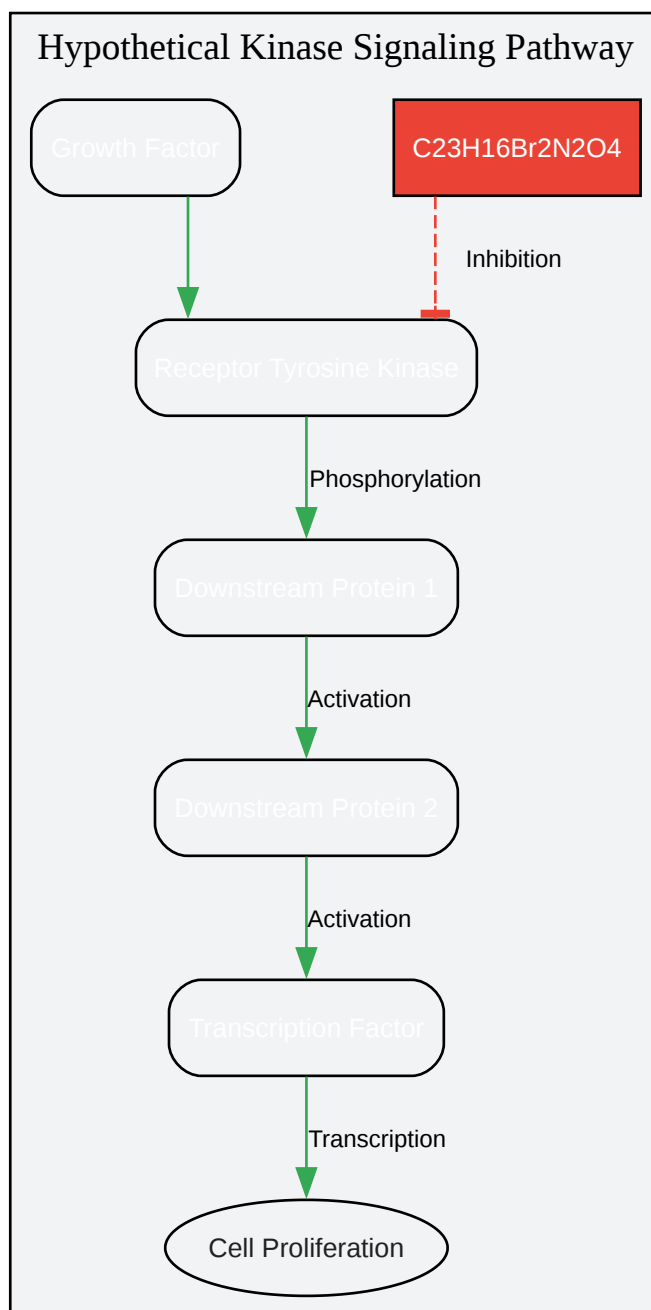 Hypothetical Kinase Signaling Pathway
Growth Factor
C23H16Br2N2O4
Inhibition
Receptor Tyrosine Kinase
Phosphorylation
Downstream Protein 1
Activation
Downstream Protein 2
Activation
Transcription Factor
Transcription
Cell Proliferation